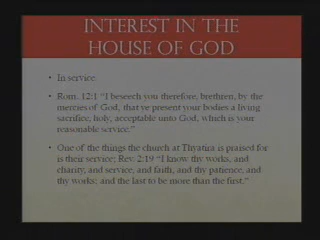 INTEREST IN THE
HOUSE OF GOD
• In service
• Rom. 12:1 “I beseech you therefore, brethren, by the
mercies of God, that ye present your bodies a living
sacrifice, holy, acceptable unto God, which is your
reasonable service.”
• One of the things the church at Thyatira is praised for
is their service; Rev. 2:19 “I know thy works, and
charity, and service, and faith, and thy patience, and
thy works; and the last to be more than the first.”